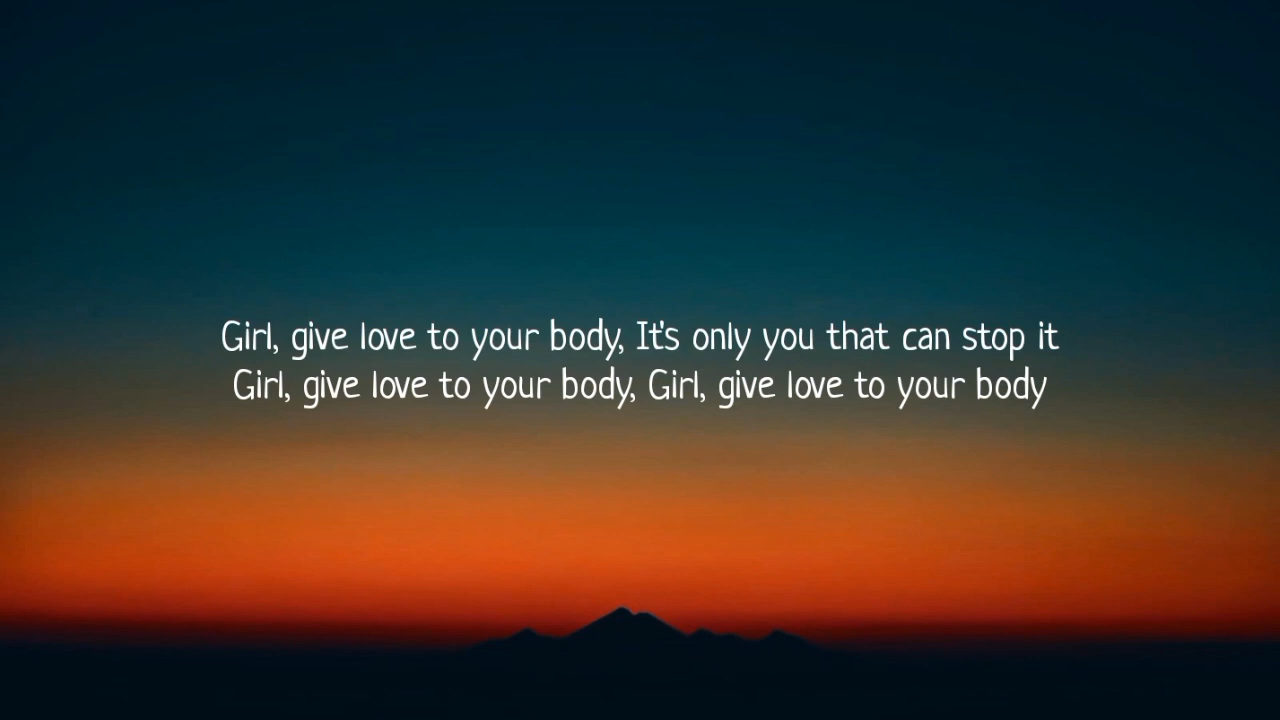 Girl, give love to your body, It's only you that can stop it
Girl, give love to your body, Girl, give love to your body